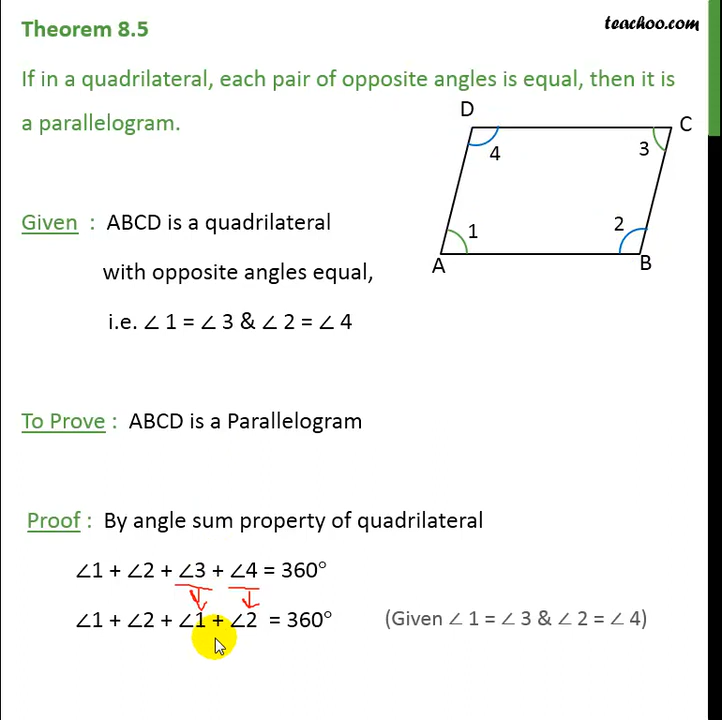 Theorem 8.5
teachoo.com
If in a quadrilateral, each pair of opposite angles is equal, then it is
a parallelogram.
D
C
4
3
1
2
A
B
Given : ABCD is a quadrilateral
with opposite angles equal,
i.e. ∠ 1 = ∠ 3 & ∠ 2 = ∠ 4
To Prove : ABCD is a Parallelogram
Proof : By angle sum property of quadrilateral
∠1 + ∠2 + ∠3 + ∠4 = 360°
∠1 + ∠2 + ∠1 + ∠2 = 360° (Given ∠ 1 = ∠ 3 & ∠ 2 = ∠ 4)